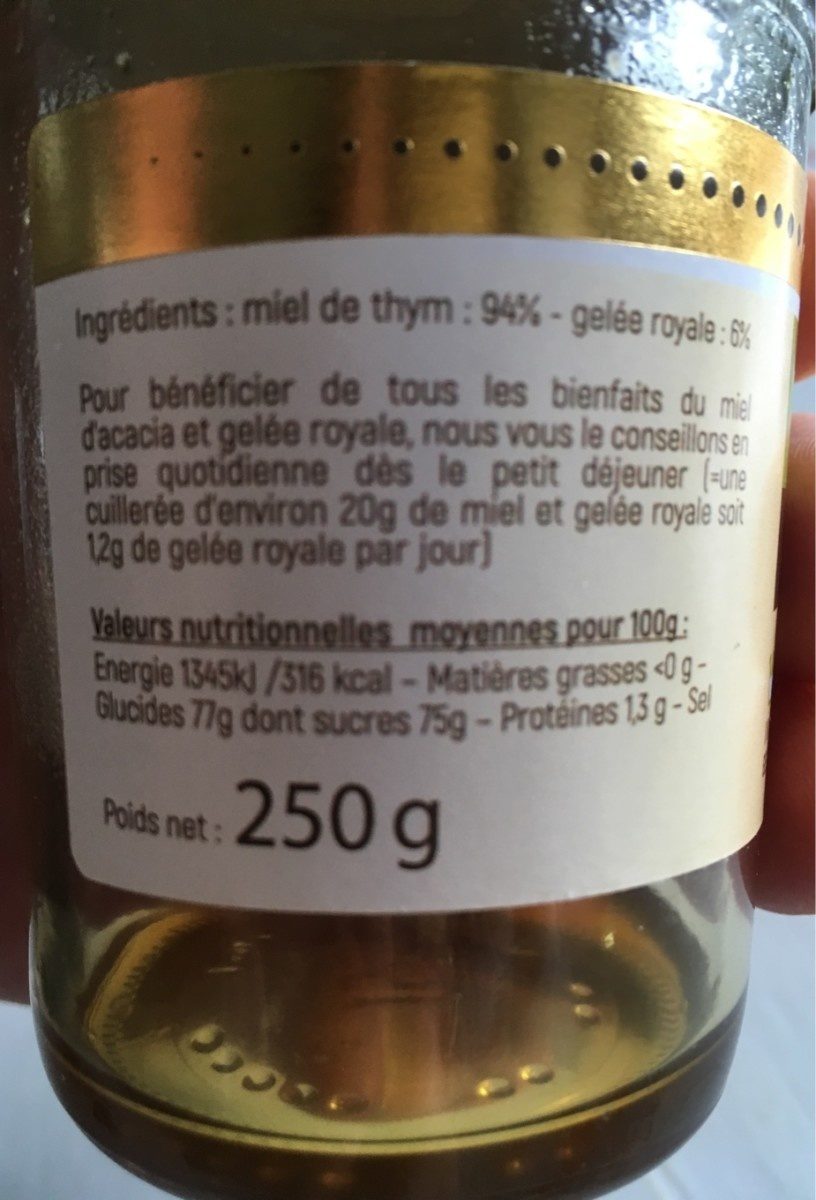 Ingrédients : miel de thym : 94% - gelée royale : 6%
Pour bénéficier de tous les bienfaits du miel
d'acacia et gelée royale, nous vous le conseillons en
prise quotidienne dès le petit déjeuner (=une
cuillerée d'environ 20g de miel et gelée royale soit
1,2g de gelée royale par jour)
Valeurs nutritionnelles moyennes pour 100g :
Energie 1345kJ /316 kcal - Matières grasses <0 g -
Glucides 77g dont sucres 75g - Protéines 1,3 g - Sel
Poids net : 250 g